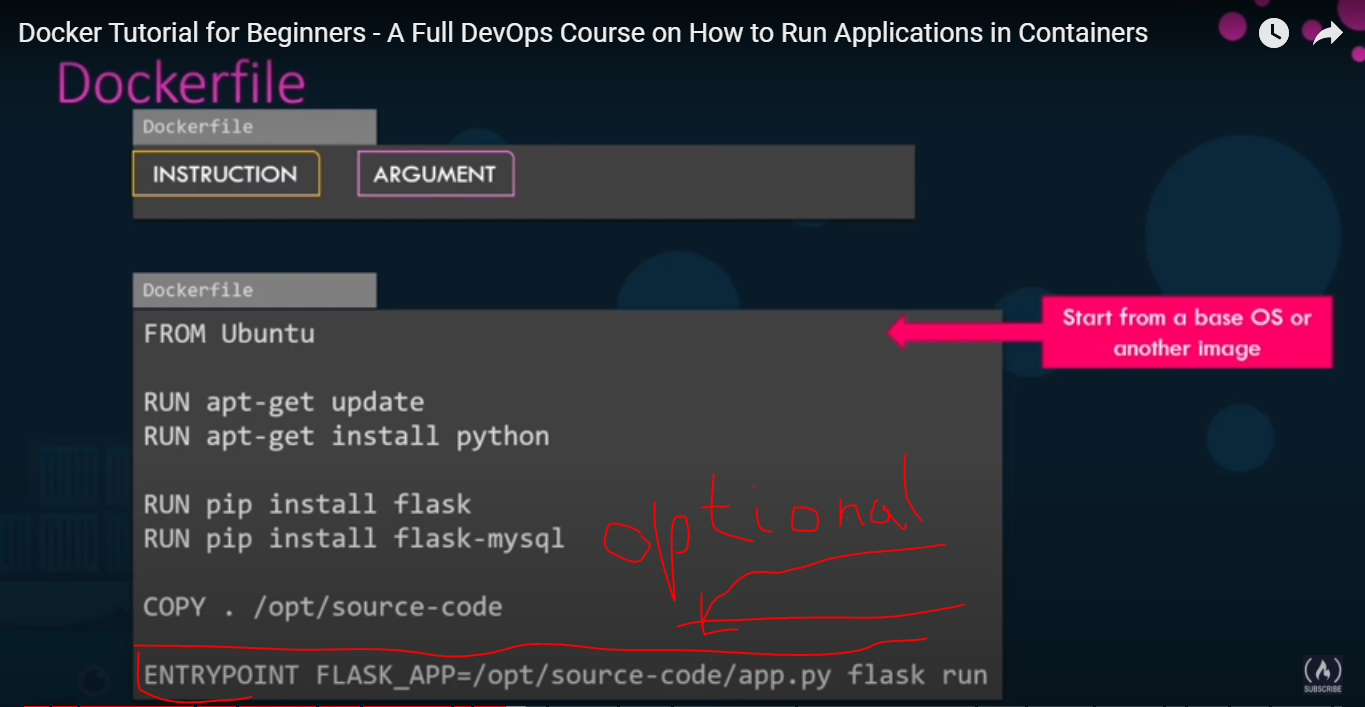 Docker Tutorial for Beginners - A Full DevOps Course on How to Run Applications in Containers
Dockerfile
Dockerfile
INSTRUCTION ARGUMENT
Dockerfile
FROM Ubuntu
Start from a base OS or
another image
RUN apt-get update
RUN apt-get install python
RUN pip install flask
RUN pip install flask-mysql
optional
COPY . /opt/source-code
ENTRYPOINT FLASK_APP=/opt/source-code/app.py flask run
SUBSCRIBE